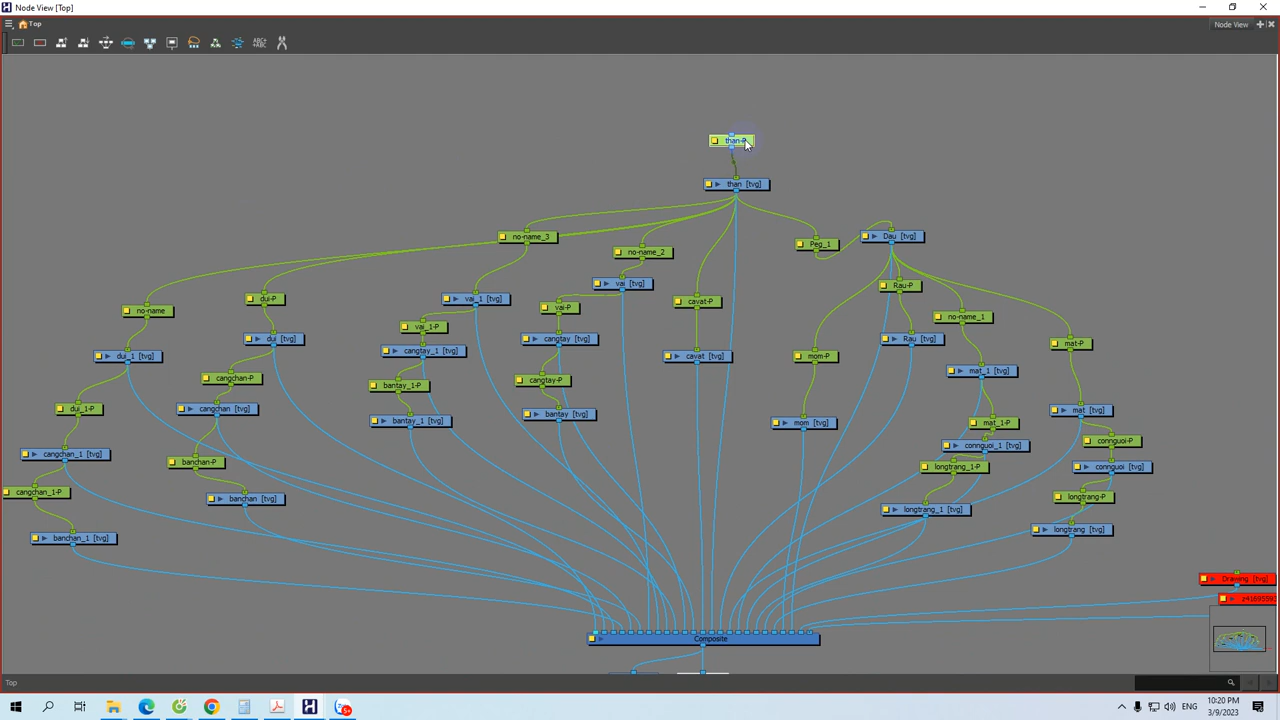 Node View [Top]
Top
Node View
ABC+
+ABC
than-P
than [tvg]
no-name_3
Dau [tvg]
Peg_1
no-name_2
vai [tvg]
Rau-P
dui-P
vai_1 [tvg]
cavat-P
vai-P
no-name
no-name_1
vai_1-P
dui [tvg]
cangtay [tvg]
Rau [tvg]
mat-P
cangtay_1 [tvg]
dui_1 [tvg]
cavat [tvg]
mom-P
mat_1 [tvg]
cangchan-P
cangtay-P
bantay_1-P
dui_1-P
cangchan [tvg]
mat [tvg]
bantay [tvg]
bantay_1 [tvg]
mom [tvg]
mat_1-P
connguoi-P
connguoi_1 [tvg]
cangchan_1 [tvg]
banchan-P
longtrang_1-P
connguoi [tvg]
cangchan_1-P
longtrang-P
banchan [tvg]
longtrang_1 [tvg]
longtrang [tvg]
banchan_1 [tvg]
Drawing [tvg]
Composite
Top
ENG
10:20 PM
3/9/2023